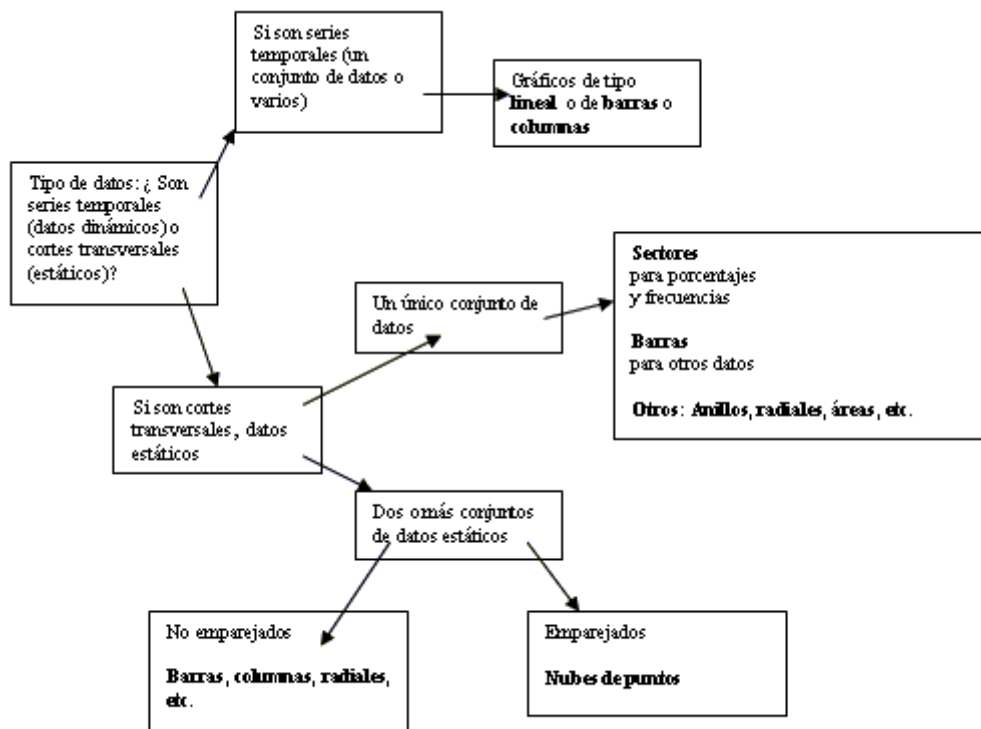 Si son series
temporales (un
conjunto de datos o
varios)
Gráficos de tipo
lineal o de barras o
columnas
Tipo de datos: ¿ Son
series temporales
(datos dinámicos) o
cortes transversales
(estáticos)?
Sectores
para porcentajes
y frecuencias
Barras
para otros datos
Otros: Anillos, radiales, áreas, etc.
Un único conjunto de
datos
Si son cortes
transversales, datos
estáticos
Dos o más conjuntos
de datos estáticos
No emparejados
Barras, columnas, radiales,
etc.
Emparejados
Nubes de puntos